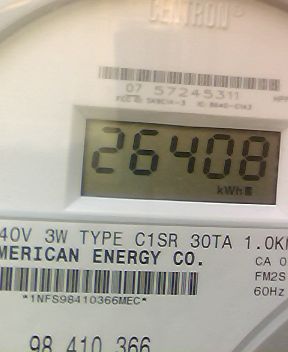 CENTRON®
07 57245311
26408
kWh
40V 3W TYPE C1SR 30TA 1.0K
MERICAN ENERGY CO.
CA 0
FM2S
*1NFS98410366MEC*
60Hz
98 410 366